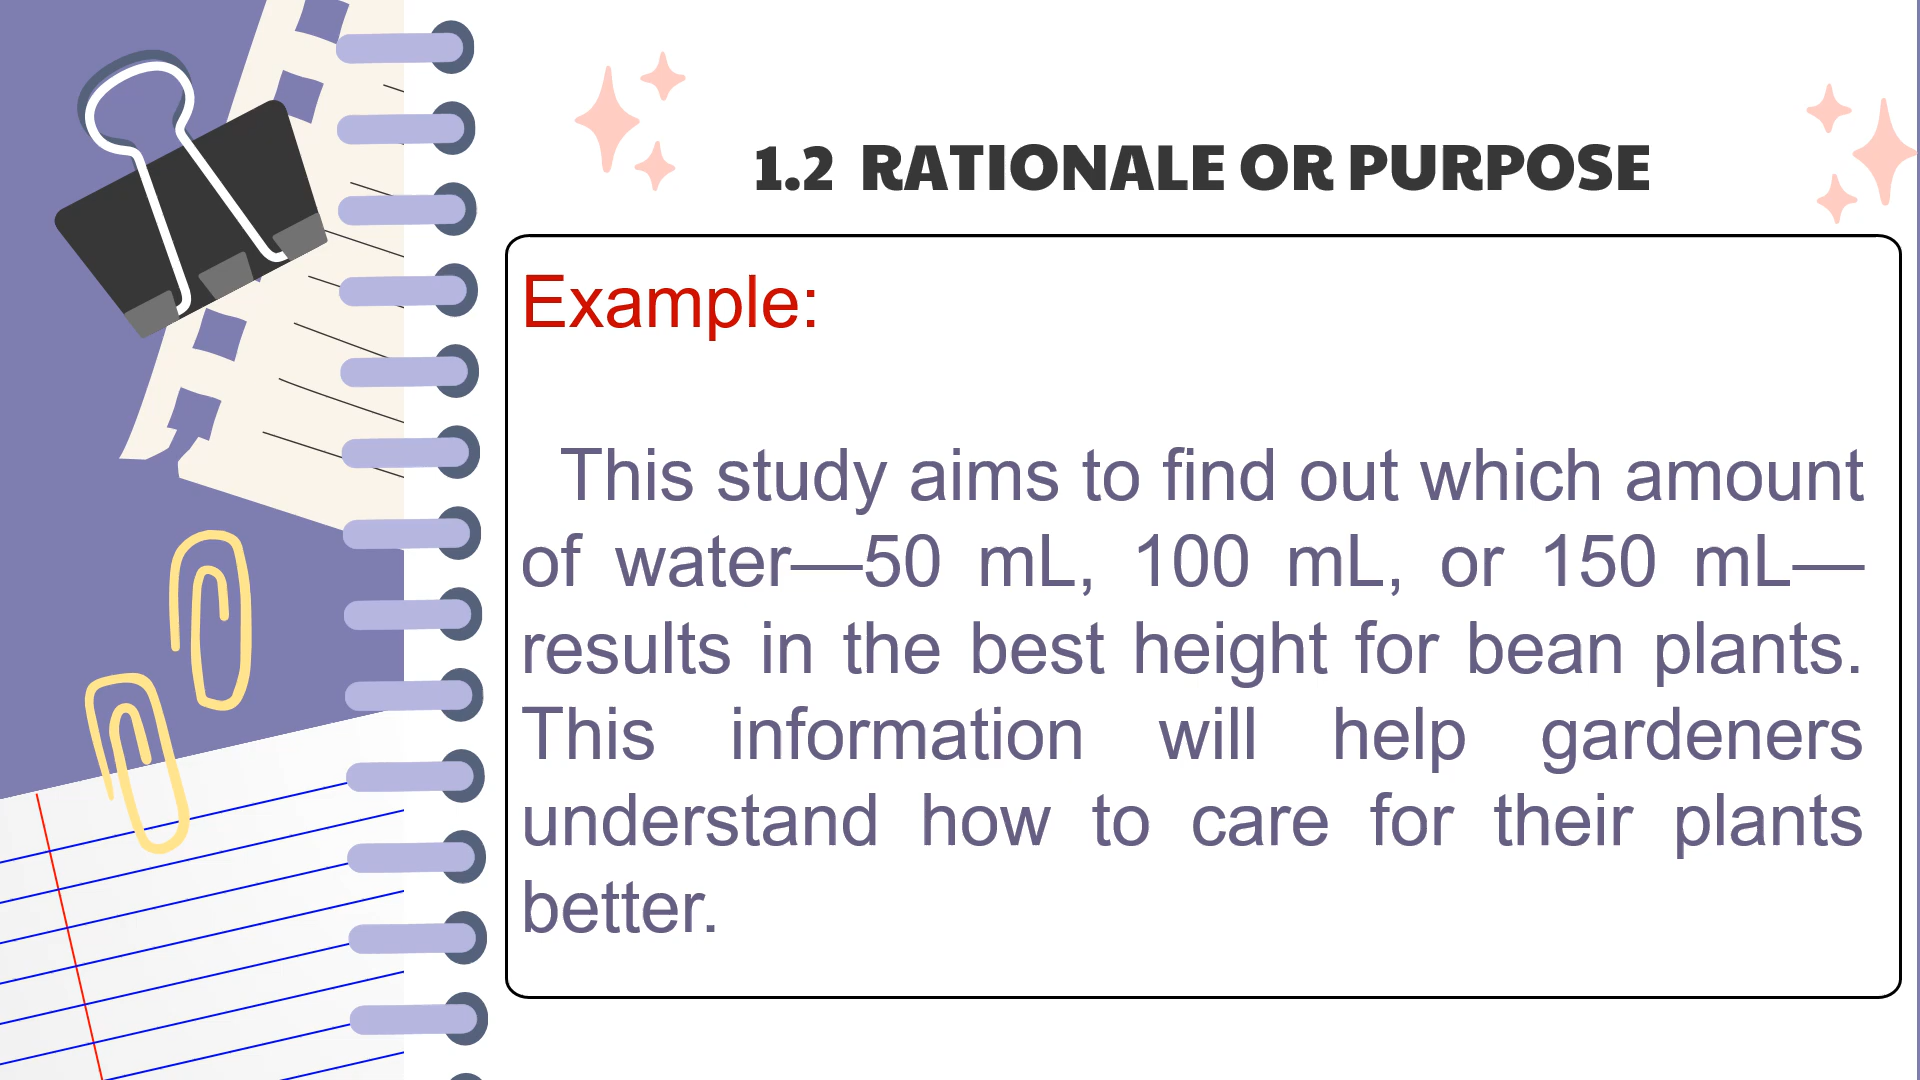 1.2 RATIONALE OR PURPOSE
Example:
This study aims to find out which amount
of water—50 mL, 100 mL, or 150 mL—
results in the best height for bean plants.
This information will help gardeners
understand how to care for their plants
better.